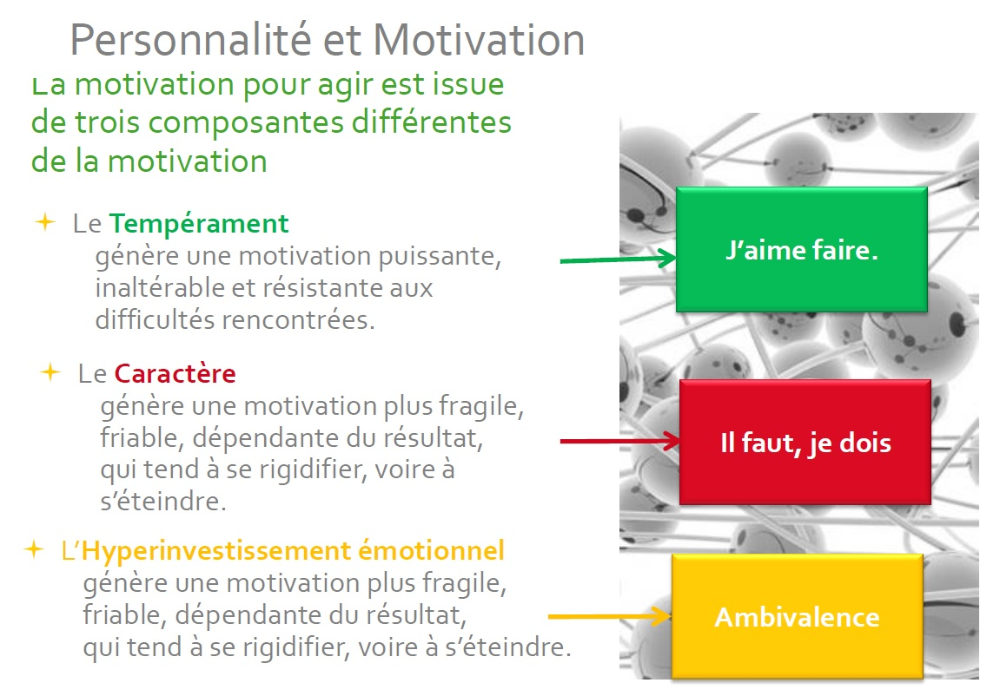 Personnalité et Motivation
La motivation pour agir est issue
de trois composantes différentes
de la motivation
Le Tempérament
génère une motivation puissante,
inaltérable et résistante aux
difficultés rencontrées.
J'aime faire.
Le Caractère
génère une motivation plus fragile,
friable, dépendante du résultat,
qui tend à se rigidifier, voire à
s'éteindre.
Il faut, je dois
L'Hyperinvestissement émotionnel
génère une motivation plus fragile,
friable, dépendante du résultat,
qui tend à se rigidifier, voire à s'éteindre.
Ambivalence